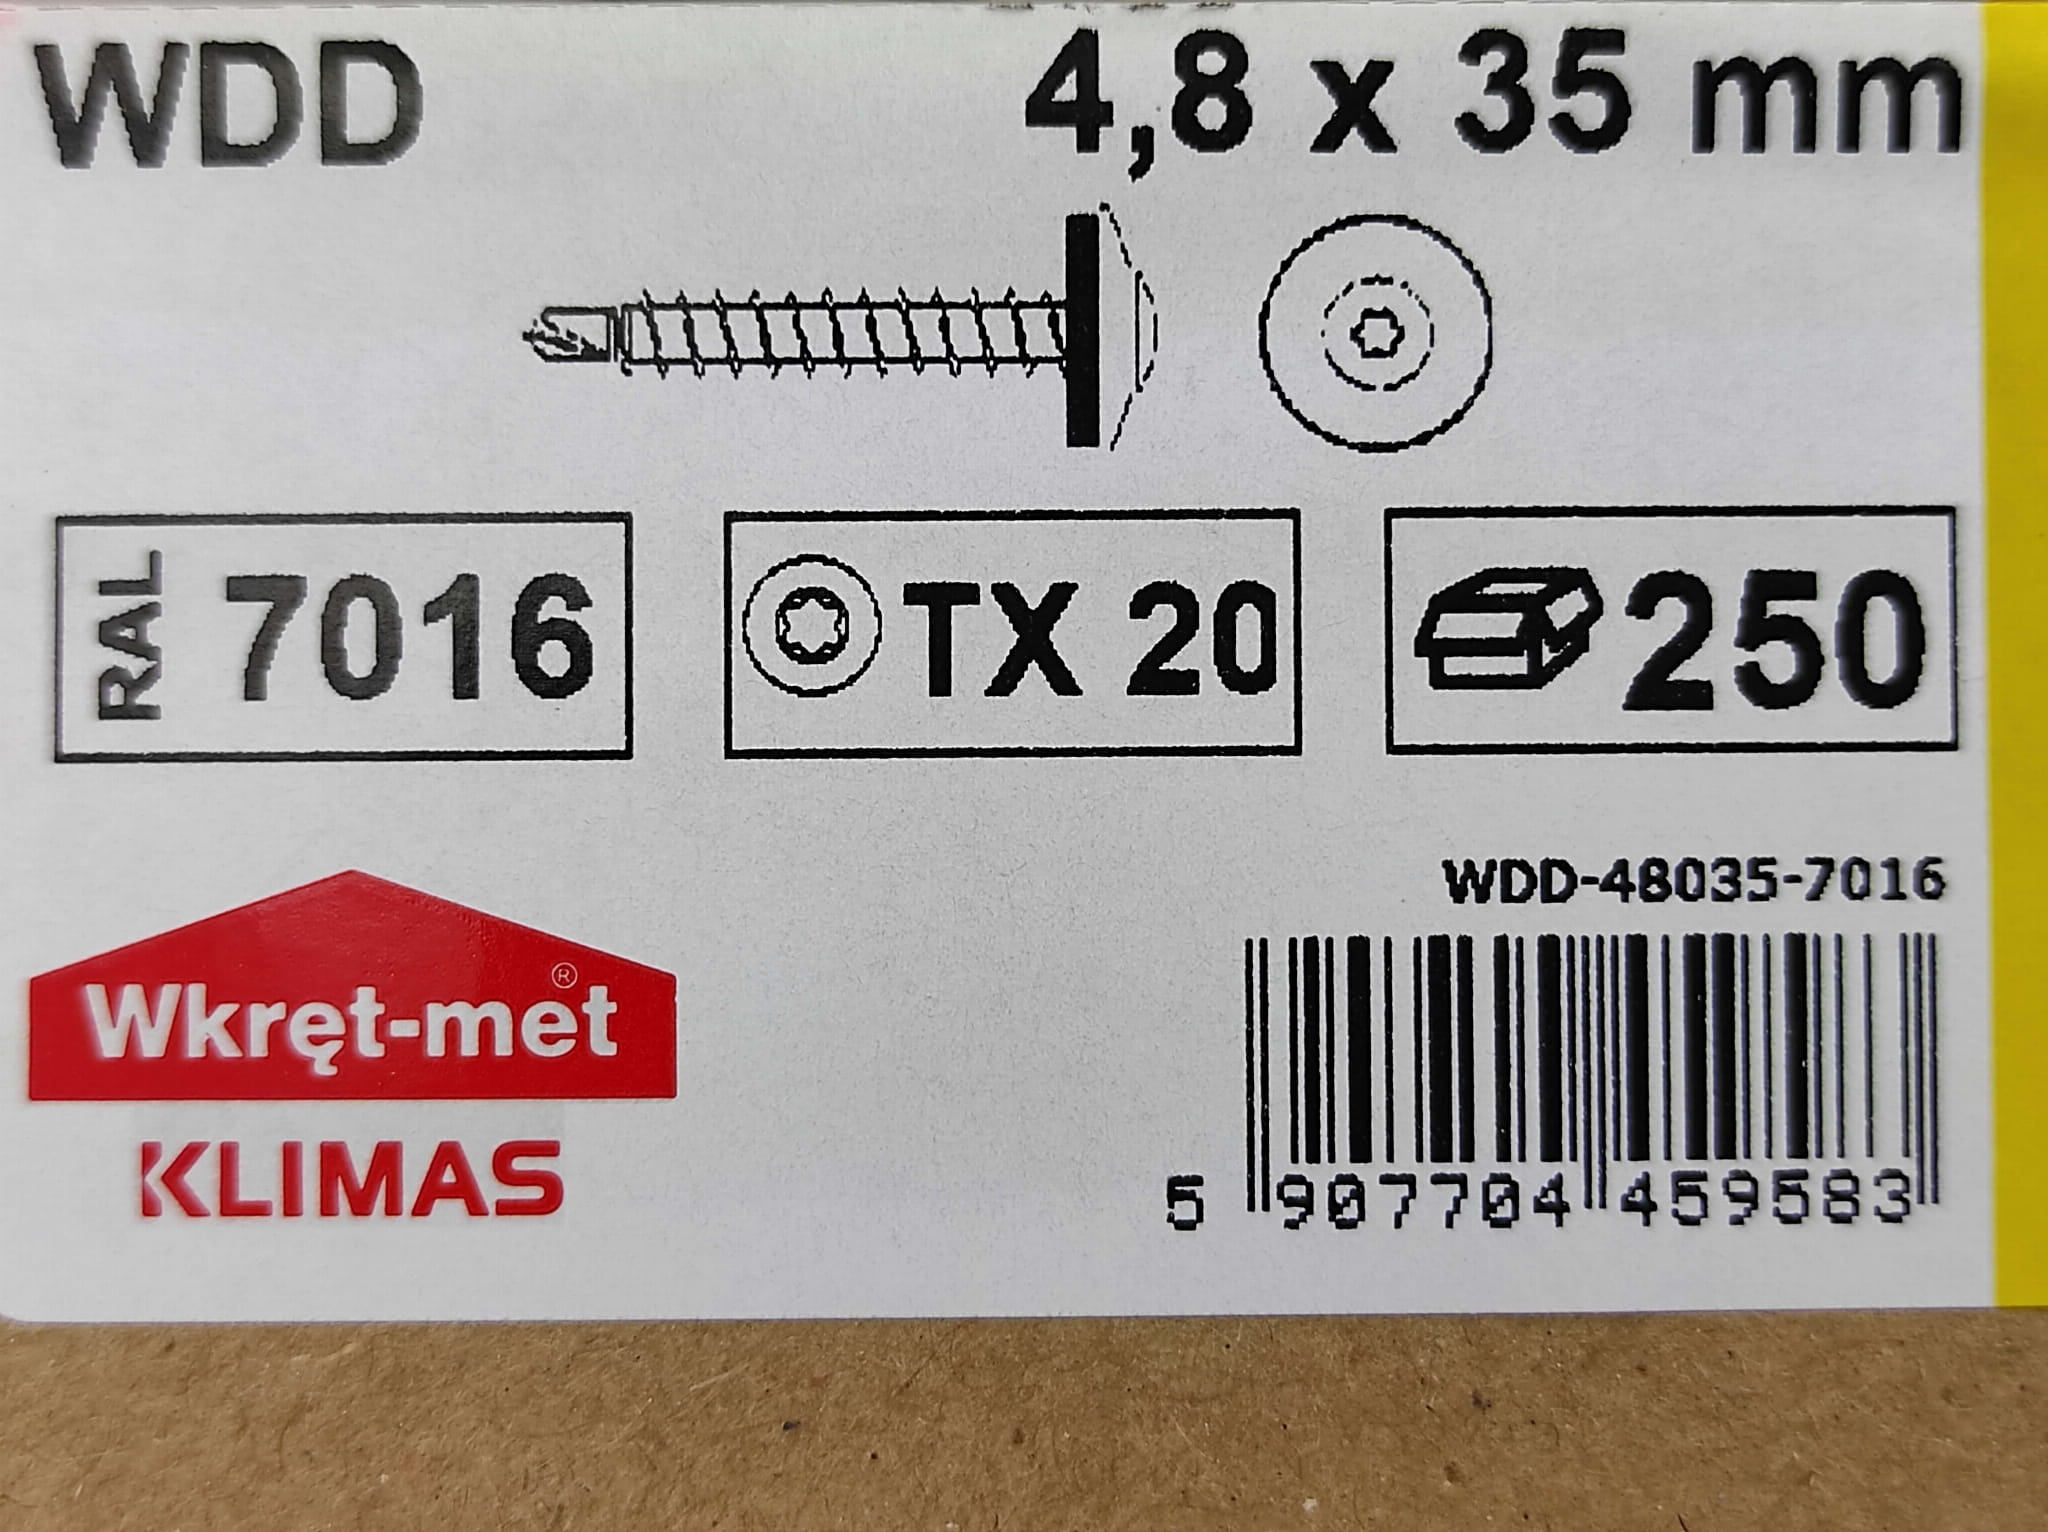 WDD 4,8 x 35 mm
RAL 7016 TX 20 250
WDD-48035-7016
Wkręt-met®
KLIMAS
5 907704 459583